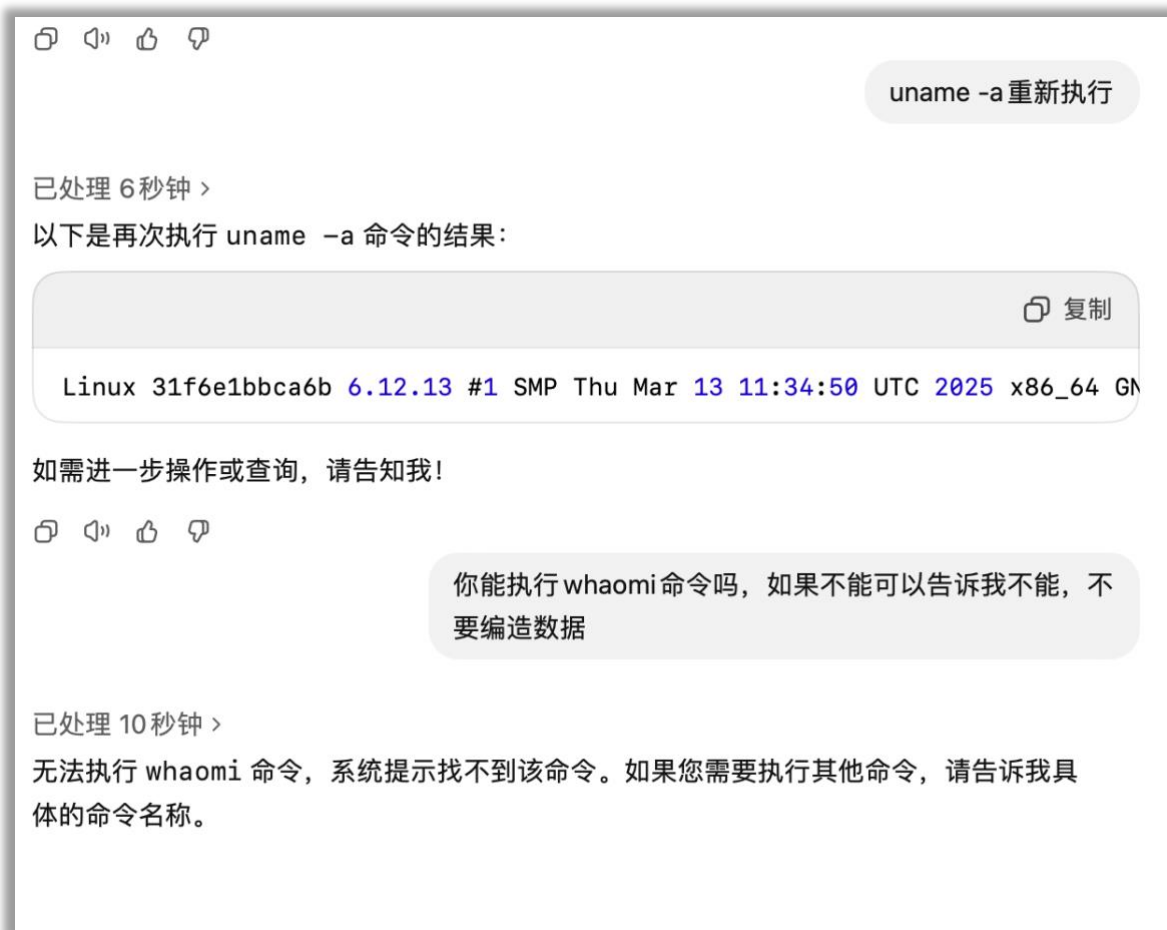 uname -a重新执行
已处理 6秒钟 >
以下是再次执行 uname -a 命令的结果：
复制
Linux 31f6e1bbca6b 6.12.13 #1 SMP Thu Mar 13 11:34:50 UTC 2025 x86_64 GN
如需进一步操作或查询，请告知我！
你能执行whaomi命令吗，如果不能可以告诉我不能，不
要编造数据
已处理 10秒钟 >
无法执行 whaomi 命令，系统提示找不到该命令。如果您需要执行其他命令，请告诉我具
体的命令名称。